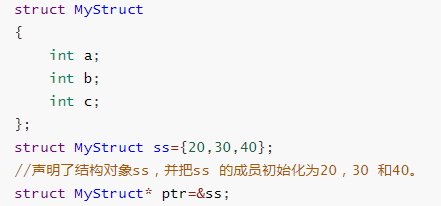 struct MyStruct
{
    int a;
    int b;
    int c;
};
struct MyStruct ss={20,30,40};
//声明了结构对象ss，并把ss 的成员初始化为20，30 和40。
struct MyStruct* ptr=&ss;